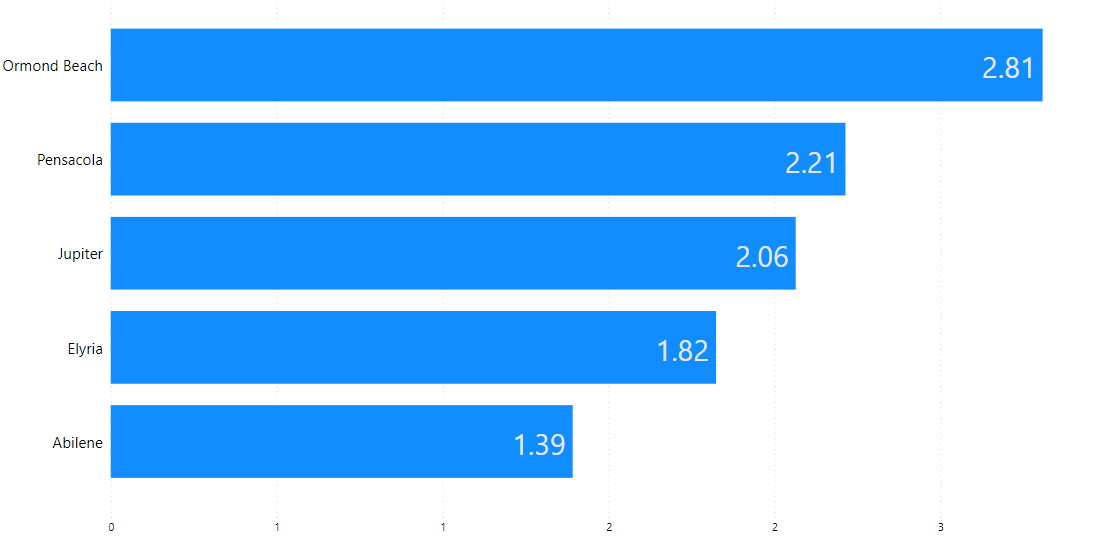 Ormond Beach 2.81
Pensacola 2.21
Jupiter 2.06
Elyria 1.82
Abilene 1.39
0 1 1 2 2 3